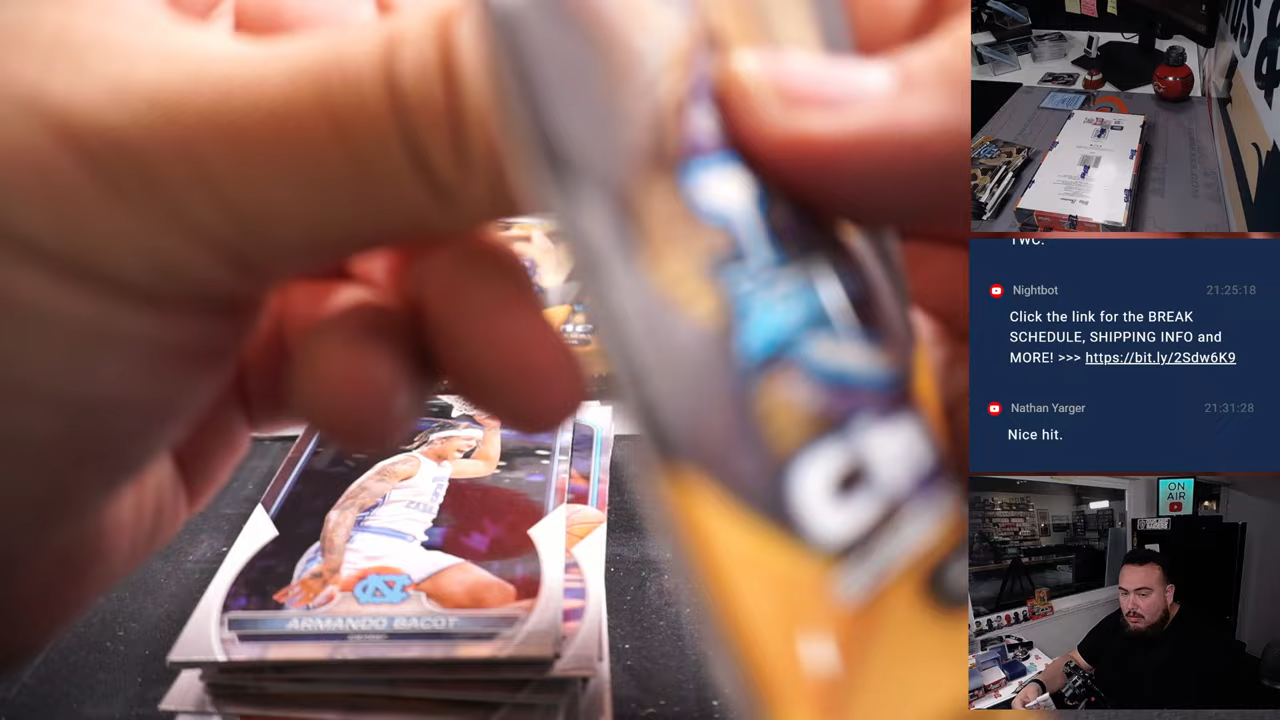 ARMANDO BACOT
TWC.
Nightbot
21:25:18
Click the link for the BREAK
SCHEDULE, SHIPPING INFO and
MORE! >>> https://bit.ly/2Sdw6K9
Nathan Yarger
21:31:28
Nice hit.
ON
AIR